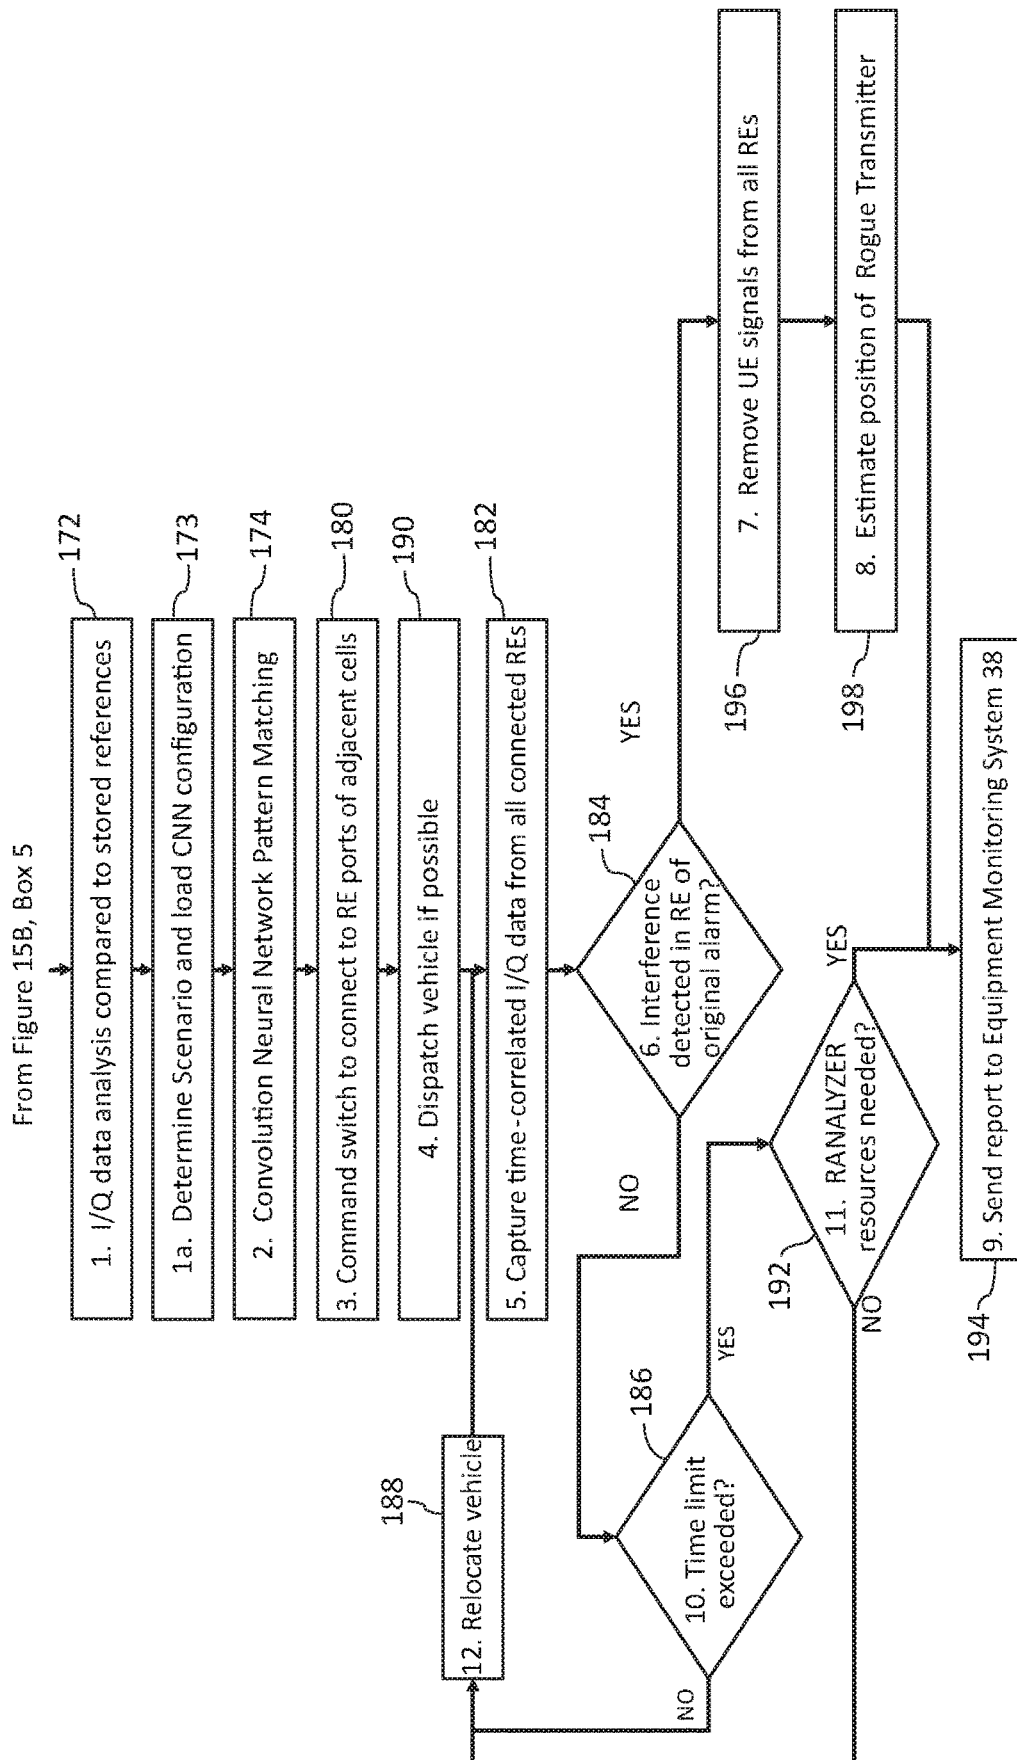 From Figure 15B, Box 5
1. I/Q data analysis compared to stored references
172
1a. Determine Scenario and load CNN configuration
173
2. Convolution Neural Network Pattern Matching
174
3. Command switch to connect to RE ports of adjacent cells
180
4. Dispatch vehicle if possible
190
5. Capture time-correlated I/Q data from all connected REs
182
188
12. Relocate vehicle
6. Interference
detected in RE of
original alarm?
184
YES
NO
186
10. Time limit
exceeded?
YES
NO
7. Remove UE signals from all REs
196
8. Estimate position of Rogue Transmitter
198
11. RANALYZER
resources needed?
192
YES
NO
9. Send report to Equipment Monitoring System 38
194